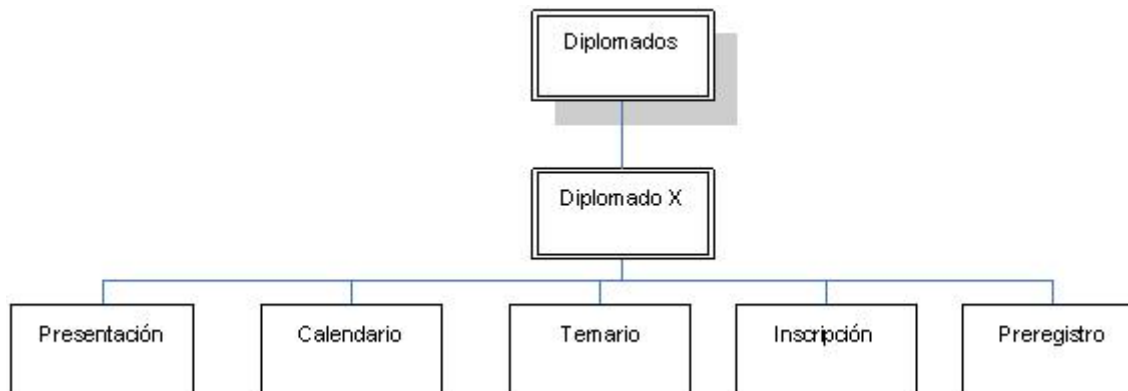 Diplomados
Diplomado X
Presentación
Calendario
Temario
Inscripción
Preregistro